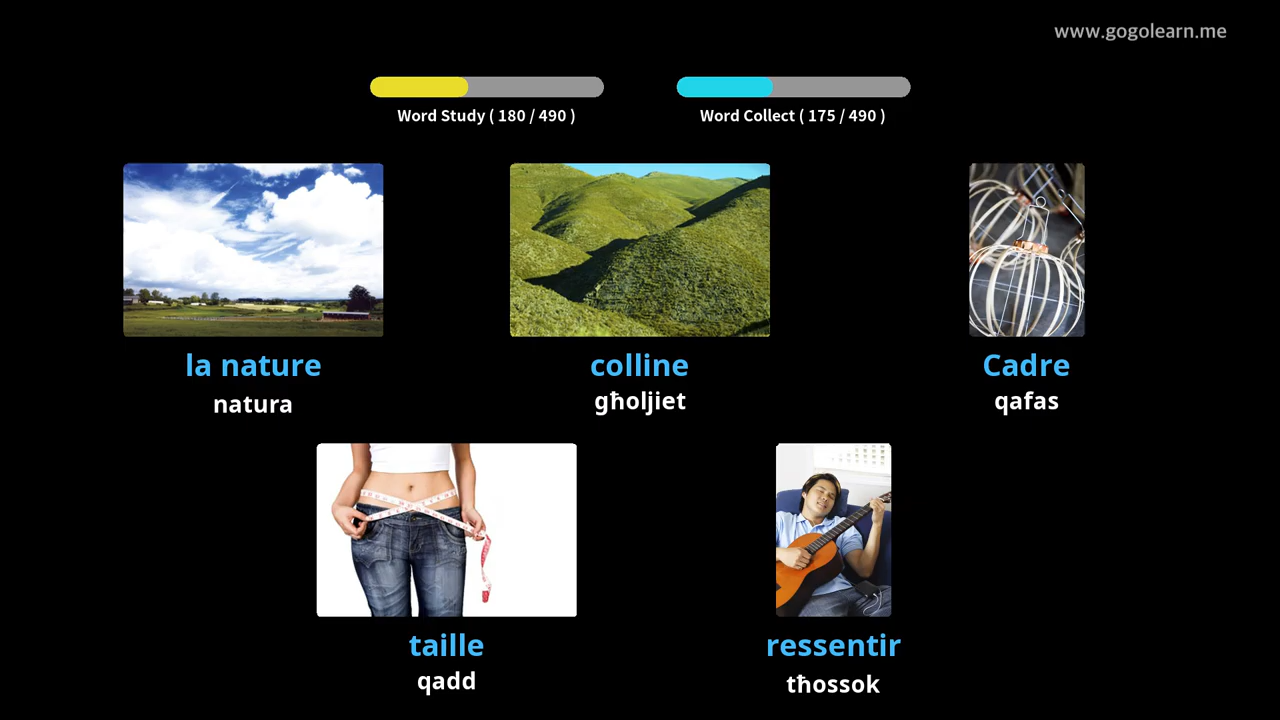 www.gogolearn.me
Word Study ( 180 / 490 )
Word Collect ( 175 / 490 )
la nature
natura
colline
għoljiet
Cadre
qafas
taille
qadd
ressentir
tħossok